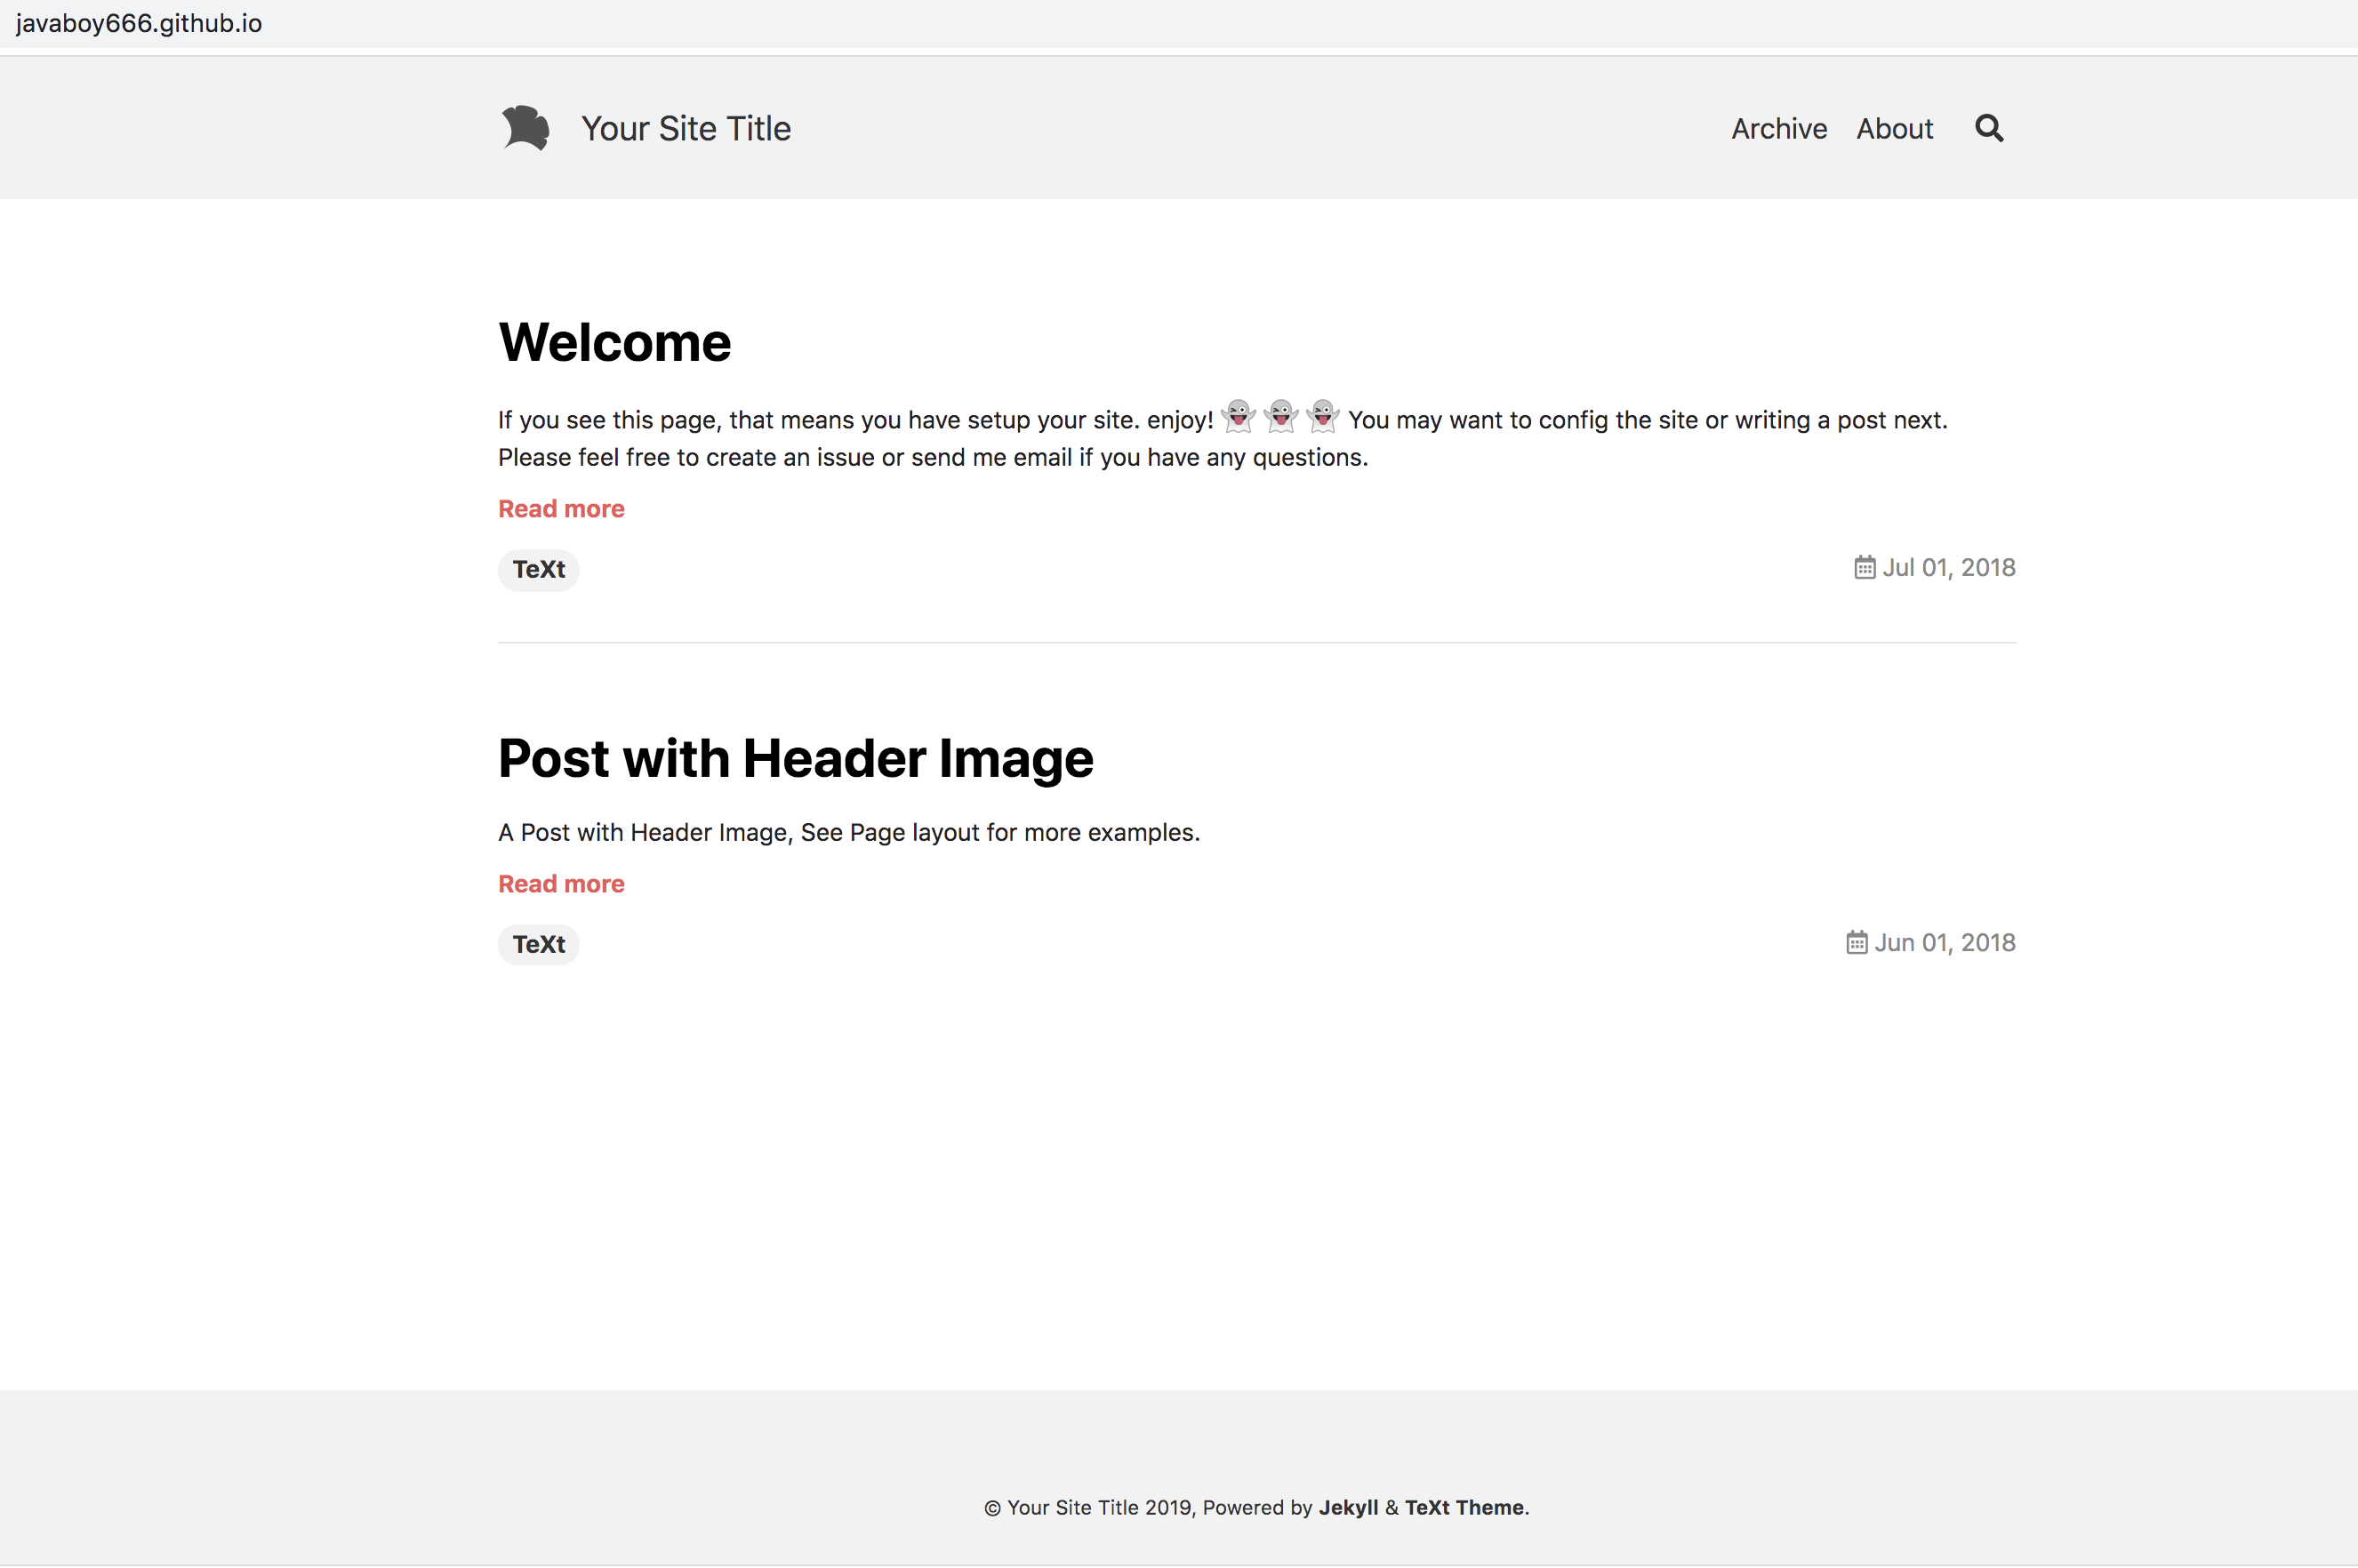 javaboy666.github.io
Your Site Title
Archive About
Welcome
If you see this page, that means you have setup your site. enjoy! 👻 👻 👻 You may want to config the site or writing a post next.
Please feel free to create an issue or send me email if you have any questions.
Read more
TeXt
Jul 01, 2018
Post with Header Image
A Post with Header Image, See Page layout for more examples.
Read more
TeXt
Jun 01, 2018
© Your Site Title 2019, Powered by Jekyll & TeXt Theme.